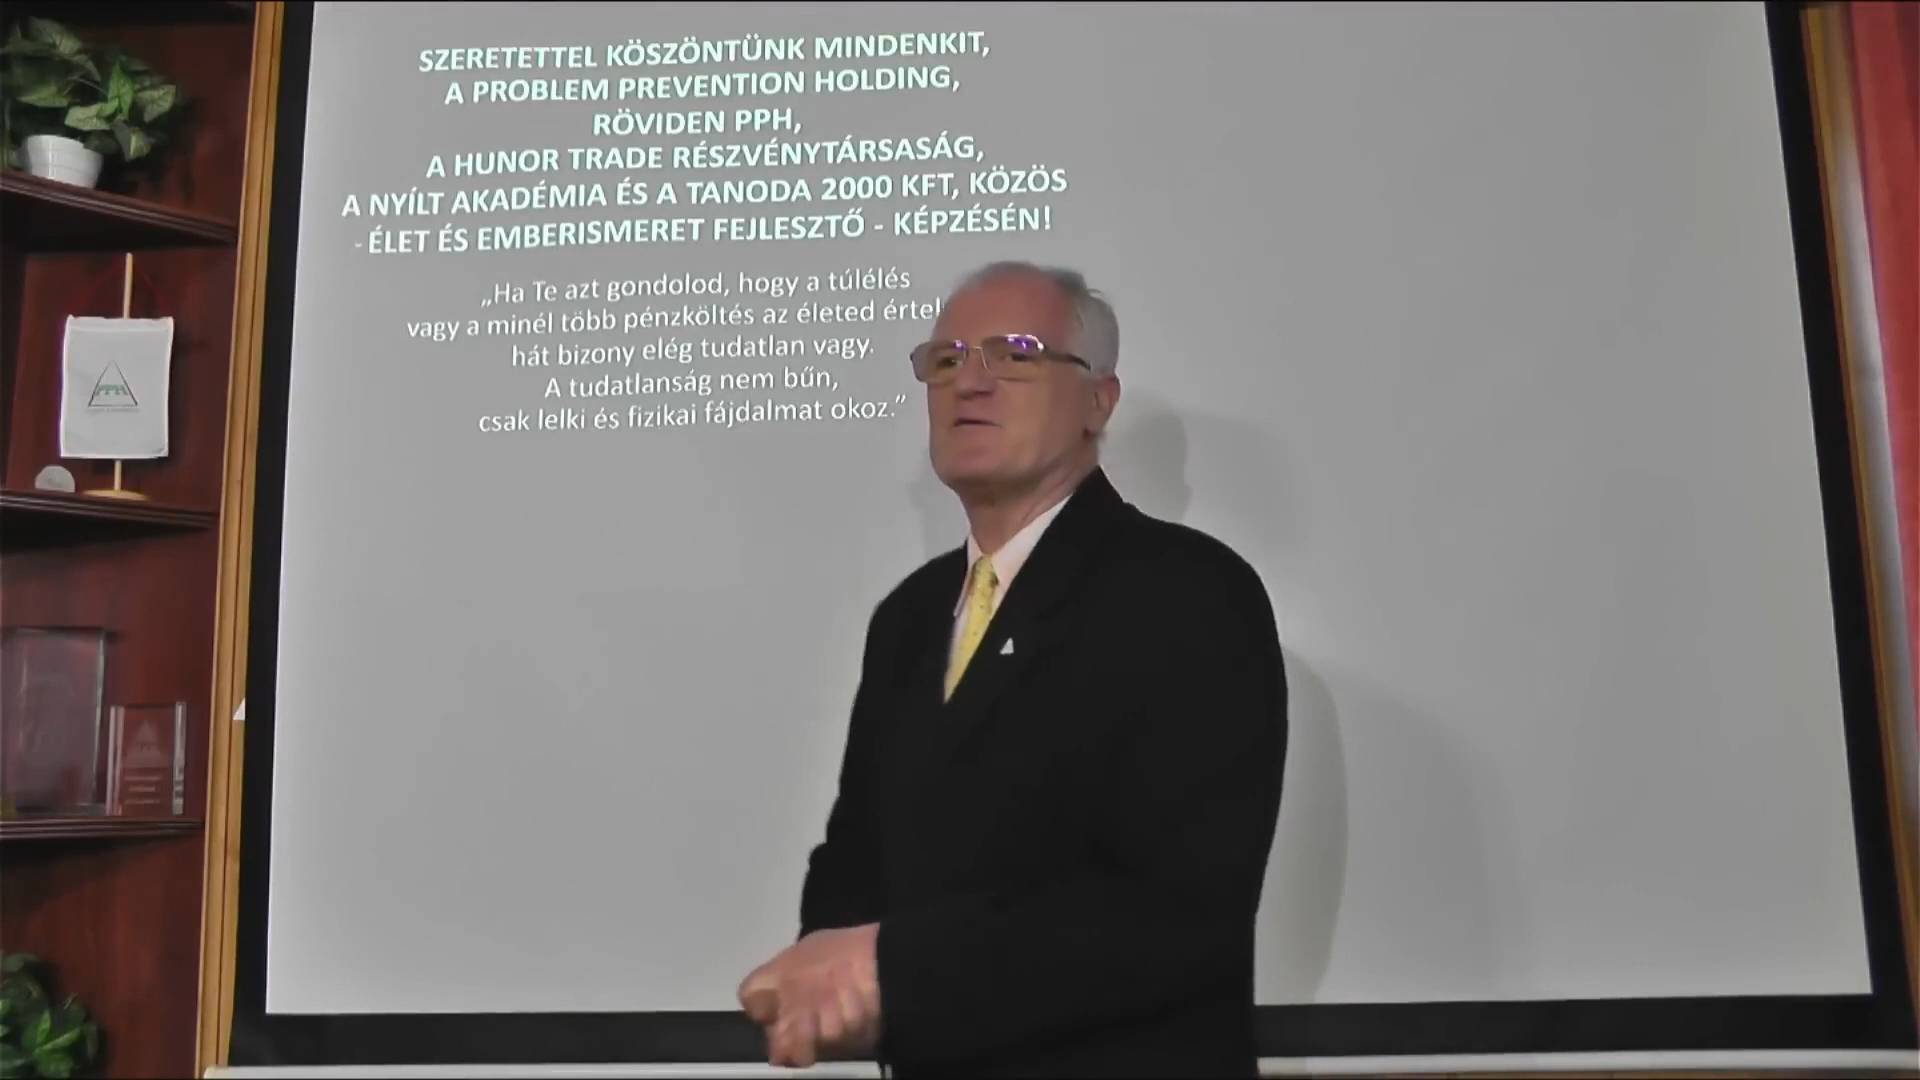 SZERETETTEL KÖSZÖNTÜNK MINDENKIT,
A PROBLEM PREVENTION HOLDING,
RÖVIDEN PPH,
A HUNOR TRADE RÉSZVÉNYTÁRSASÁG,
A NYÍLT AKADÉMIA ÉS A TANODA 2000 KFT, KÖZÖS
- ÉLET ÉS EMBERISMERET FEJLESZTŐ - KÉPZÉSÉN!
„Ha Te azt gondolod, hogy a túlélés
vagy a minél több pénzköltés az életed
hát bizony elég tudatlan vagy.
A tudatlanság nem bűn,
csak lelki és fizikai fájdalmat okoz.”
PPH